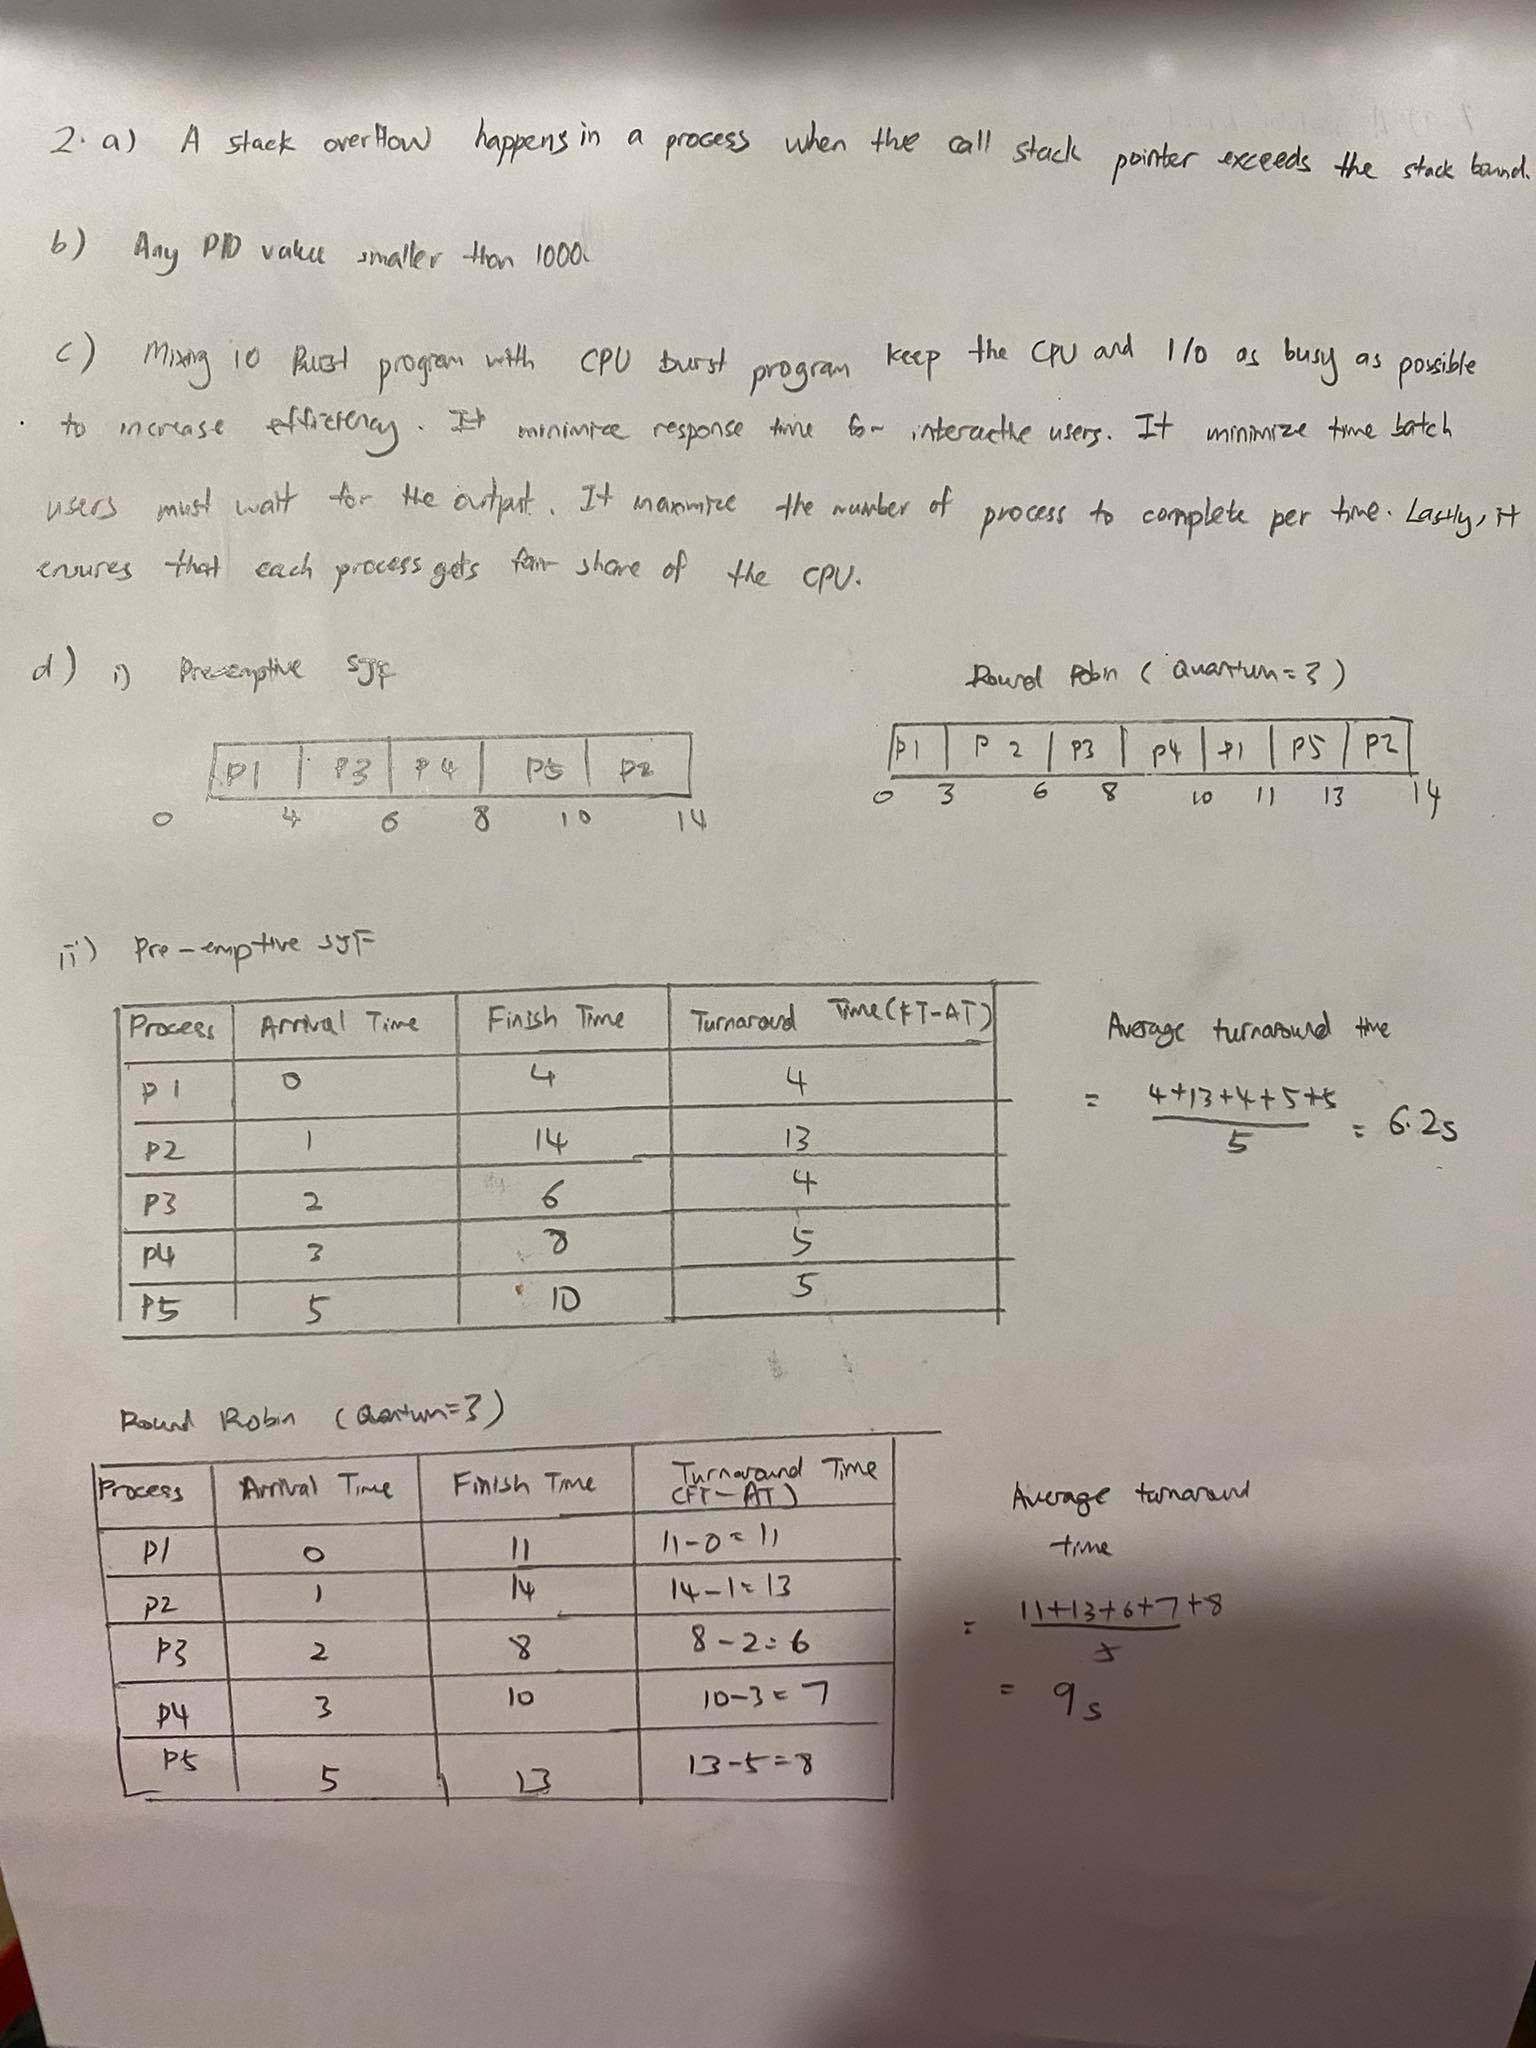 2. a) A stack overflow happens in a process when the call stack pointer exceeds the stack bound.
b) Any PID value smaller than 1000.
c) Mixing io Burst program with CPU burst program keep the CPU and I/O as busy as possible
to increase efficiency. It minimize response time for interactive users. It minimize time batch
users must wait for the output. It maximize the number of process to complete per time. Lastly, it
ensures that each process gets fair share of the CPU.
d) i) Pre-emptive SJF
P1 | P3 | P4 | P5 | P2
0 4 6 8 10 14
Round Robin (Quantum=3)
P1 | P2 | P3 | P4 | P1 | P5 | P2
0 3 6 8 10 11 13 14
ii) Pre-emptive SJF
Process | Arrival Time | Finish Time | Turnaround Time (FT-AT)
P1 | 0 | 4 | 4
P2 | 1 | 14 | 13
P3 | 2 | 6 | 4
P4 | 3 | 8 | 5
P5 | 5 | 10 | 5
Average turnaround time
= 4+13+4+5+5
5
= 6.2s
Round Robin (Quantum=3)
Process | Arrival Time | Finish Time | Turnaround Time
(FT-AT)
P1 | 0 | 11 | 11-0=11
P2 | 1 | 14 | 14-1=13
P3 | 2 | 8 | 8-2=6
P4 | 3 | 10 | 10-3=7
P5 | 5 | 13 | 13-5=8
Average turnaround
time
= 11+13+6+7+8
5
= 9s